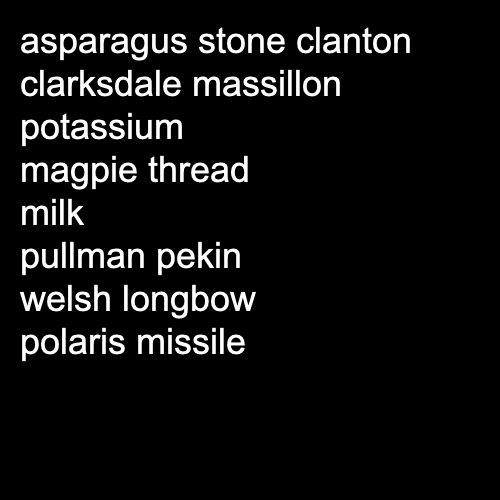 asparagus stone clanton
clarksdale massillon
potassium
magpie thread
milk
pullman pekin
welsh longbow
polaris missile